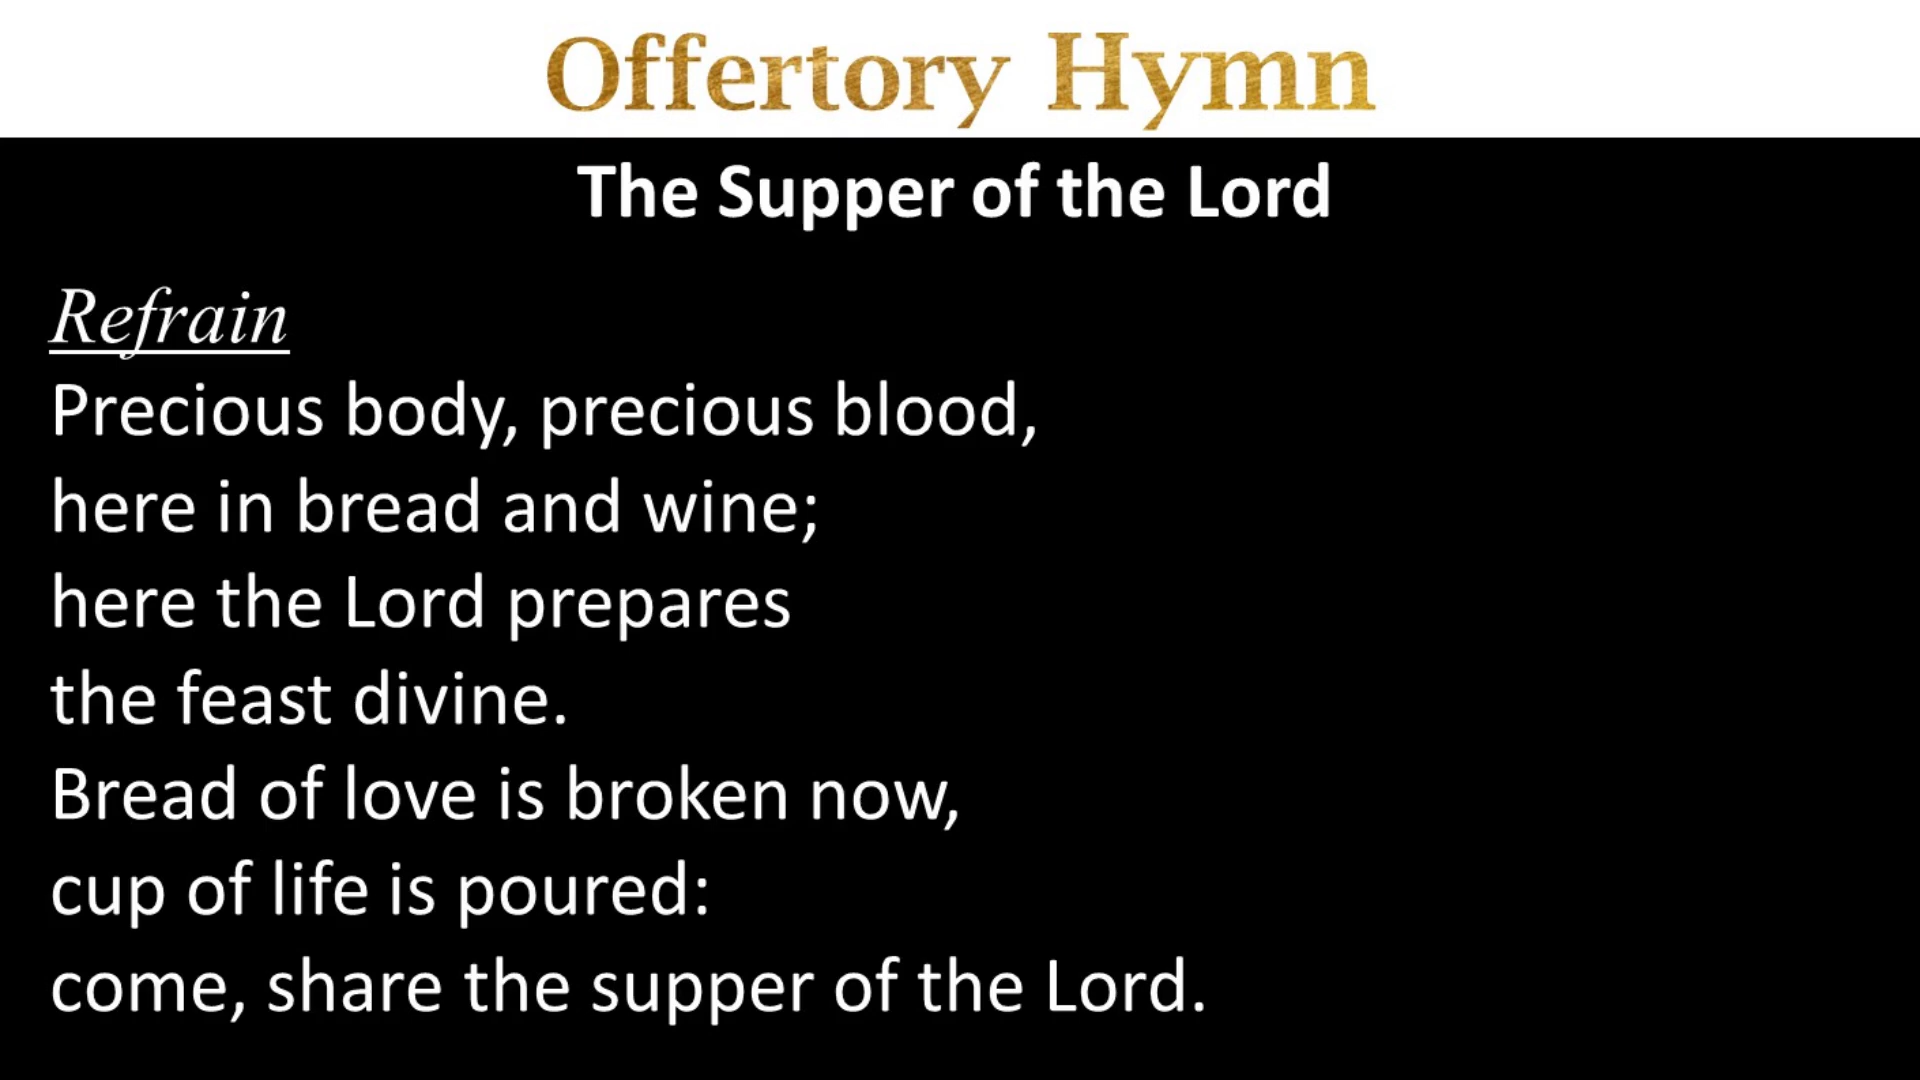 Offertory Hymn
The Supper of the Lord
Refrain
Precious body, precious blood,
here in bread and wine;
here the Lord prepares
the feast divine.
Bread of love is broken now,
cup of life is poured:
come, share the supper of the Lord.